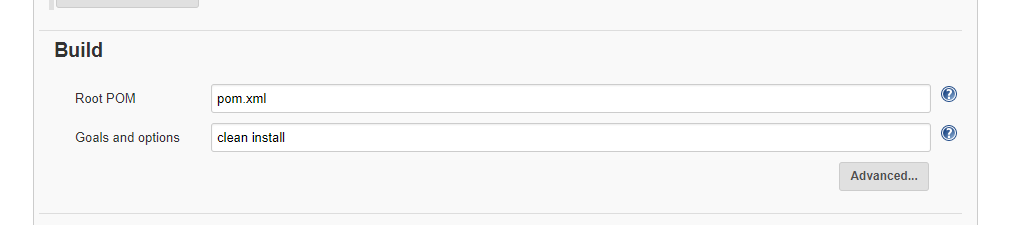 Build
Root POM
pom.xml
Goals and options
clean install
Advanced...